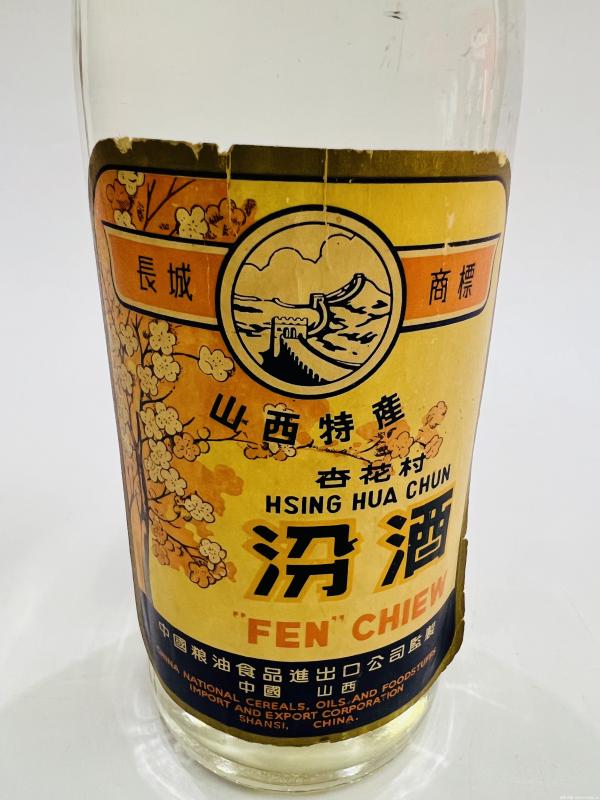 長城 商標
山西特產
杏花村
HSING HUA CHUN
汾酒
"FEN" CHIEW
中國粮油食品進出口公司監製
中國 山西
CHINA NATIONAL CEREALS, OILS AND FOODSTUFFS
IMPORT AND EXPORT CORPORATION
SHANSI, CHINA.